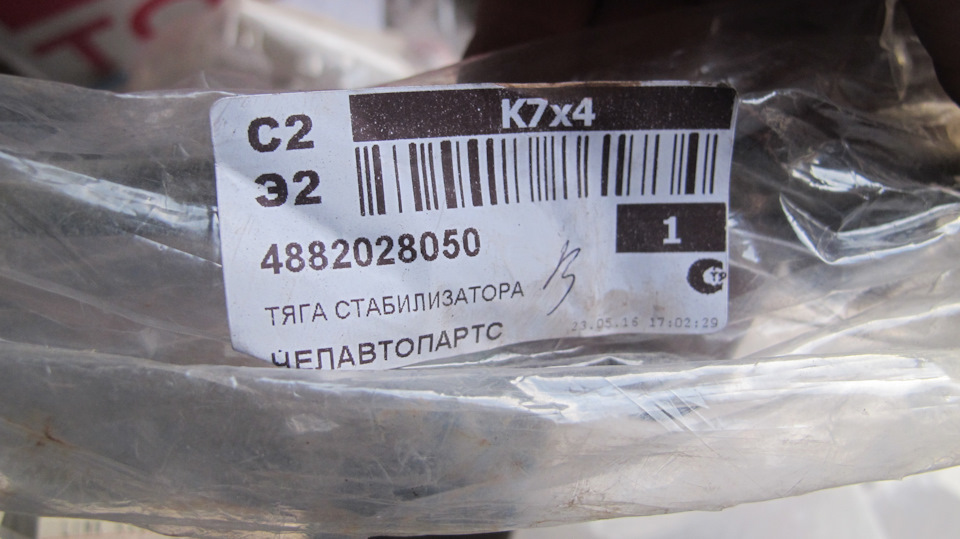 С2
К7х4
Э2
4882028050
1
ТЯГА СТАБИЛИЗАТОРА
23.05.16 17:02:29
ЧЕЛАВТОПАРТС